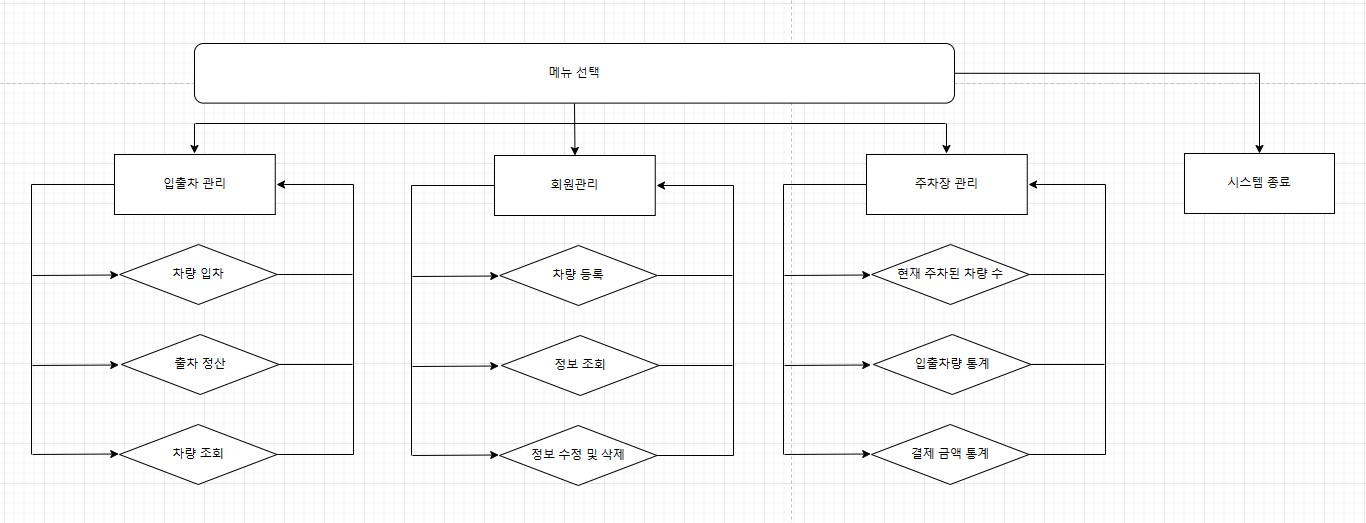 메뉴 선택
입출차 관리
회원관리
주차장 관리
시스템 종료
차량 입차
차량 등록
현재 주차된 차량 수
출차 정산
정보 조회
입출차량 통계
차량 조회
정보 수정 및 삭제
결제 금액 통계